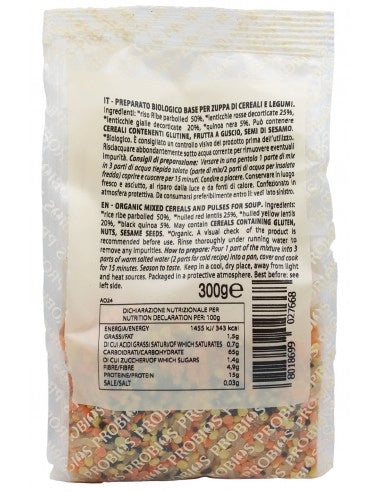 IT - PREPARATO BIOLOGICO BASE PER ZUPPA DI CEREALI E LEGUMI.
Ingredienti: *riso Ribe parboiled 50%, *lenticchie rosse decorticate 25%,
*lenticchie gialle decorticate 20%, *quinoa nera 5%. Può contenere
CEREALI CONTENENTI GLUTINE, FRUTTA A GUSCIO, SEMI DI SESAMO.
*Biologico. È consigliato un controllo visivo del prodotto prima dell'utilizzo.
Risciacquare abbondantemente sotto acqua corrente per rimuovere eventuali
impurità. Consigli di preparazione: Versare in una pentola 1 parte di mix
in 3 parti di acqua tiepida salata (parte di mix/2 parti acqua per insalata
fredda) coprire e cuocere per 15 minuti. Condire a piacere. Conservare in luogo
fresco e asciutto, al riparo dalla luce e da fonti di calore. Confezionato in
atmosfera protettiva. Da consumarsi preferibilmente entro il: vedi lato sx.
EN - ORGANIC MIXED CEREALS AND PULSES FOR SOUP. Ingredients:
*rice ribe parboiled 50%, *hulled red lentils 25%, *hulled yellow lentils
20%, *black quinoa 5%. May contain CEREALS CONTAINING GLUTEN,
NUTS, SESAME SEEDS. *Organic. A visual check of the product is
recommended before use. Rinse thoroughly under running water to
remove any impurities. How to prepare: Pour 1 part of the mixture into 3
parts of warm salted water (2 parts for cold recipe) into a pan, cover and cook
for 15 minutes. Season to taste. Keep in a cool, dry place, away from light
and heat sources. Packaged in a protective atmosphere. Best before: see
left side.
300g℮
AD24
DICHIARAZIONE NUTRIZIONALE PER
NUTRITION DECLARATION PER: 100g
ENERGIA/ENERGY 1455 kJ/ 343 kcal
GRASSI/FAT 1,5g
DI CUI ACIDI GRASSI SATURI/OF WHICH SATURATES 0,7g
CARBOIDRATI/CARBOHYDRATE 65g
DI CUI ZUCCHERI/OF WHICH SUGARS 1,4g
FIBRE/FIBRE 4,9g
PROTEINE/PROTEIN 15g
SALE/SALT 0,03g
8018699 027668
PROBIOS PROBIOS PROBIOS PROBIOS